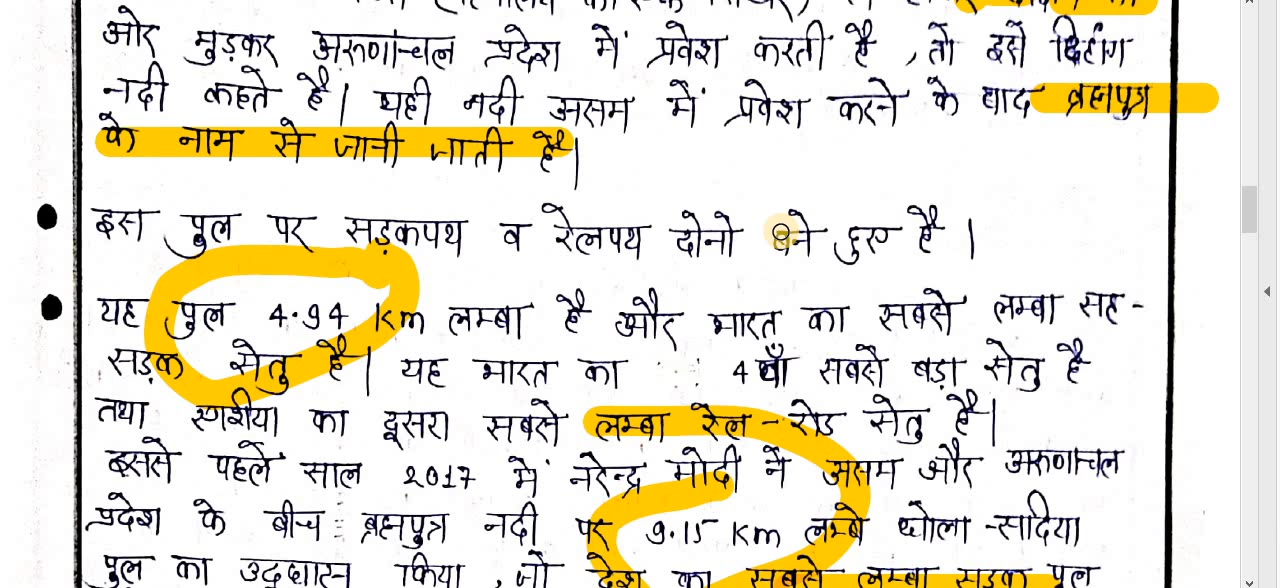 ओर मुड़कर अरुणाचल प्रदेश में प्रवेश करती है, तो इसे दिहांग
नदी कहते है। यही नदी असम में प्रवेश करने के बाद ब्रह्मपुत्र
के नाम से जानी जाती है।
इस पुल पर सड़कपथ व रेलपथ दोनो बने हुए है।
यह पुल 4.94 Km लम्बा है और भारत का सबसे लम्बा सह-
सड़क सेतु है। यह भारत का 4वाँ सबसे बड़ा सेतु है
तथा एशीया का दूसरा सबसे लम्बा रेल-रोड सेतु है।
इससे पहले साल 2017 में नरेन्द्र मोदी ने असम और अरुणाचल
प्रदेश के बीच ब्रह्मपुत्र नदी पर 9.15 Km लम्बे धोला-सादिया
पुल का उद्घाटन किया, जो देश का सबसे लम्बा सड़क पुल